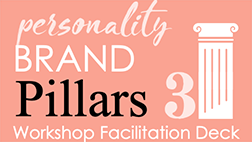 personality
BRAND
Pillars 3
Workshop Facilitation Deck